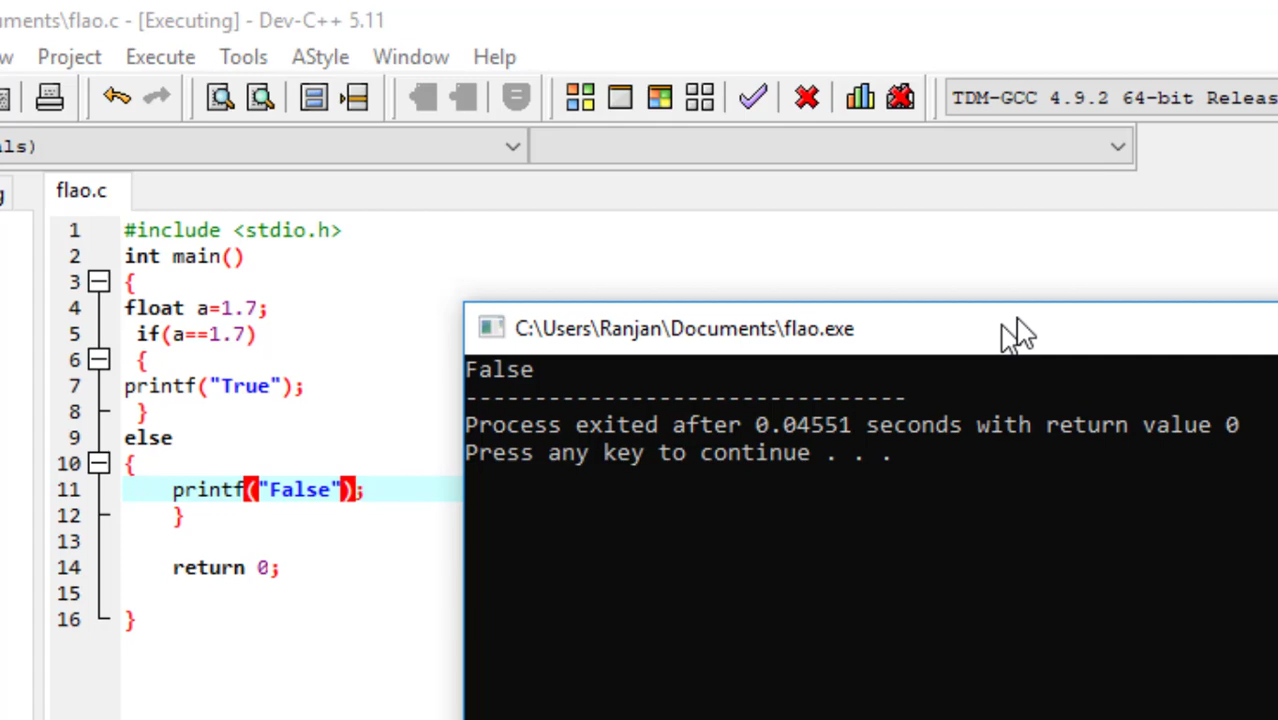 uments\flao.c - [Executing] - Dev-C++ 5.11
w Project Execute Tools AStyle Window Help
TDM-GCC 4.9.2 64-bit Releas
als)
g flao.c
1 #include <stdio.h>
2 int main()
3 {
4 float a=1.7;
5 if(a==1.7)
6 {
7 printf("True");
8 }
9 else
10 {
11 printf("False");
12 }
13
14 return 0;
15
16 }
C:\Users\Ranjan\Documents\flao.exe
False
--------------------------------
Process exited after 0.04551 seconds with return value 0
Press any key to continue . . .